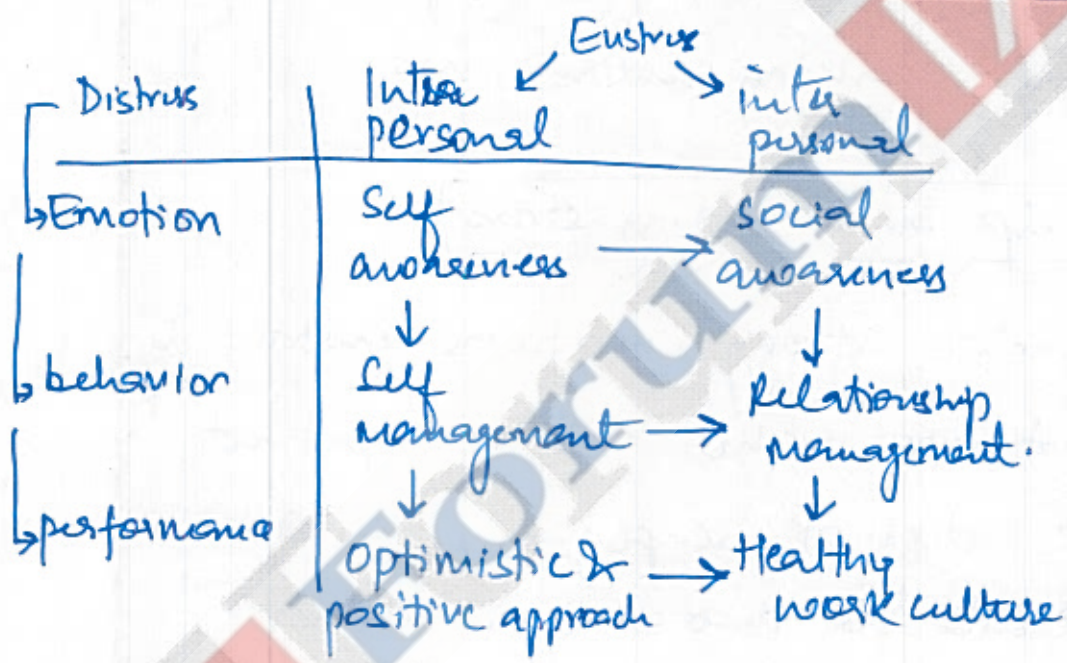 Eustress
Distress Intra inter
personal personal
Emotion Self social
awareness awareness
behavior Self Relationship
management management.
performance Optimistic & Healthy
positive approach work culture
Forum